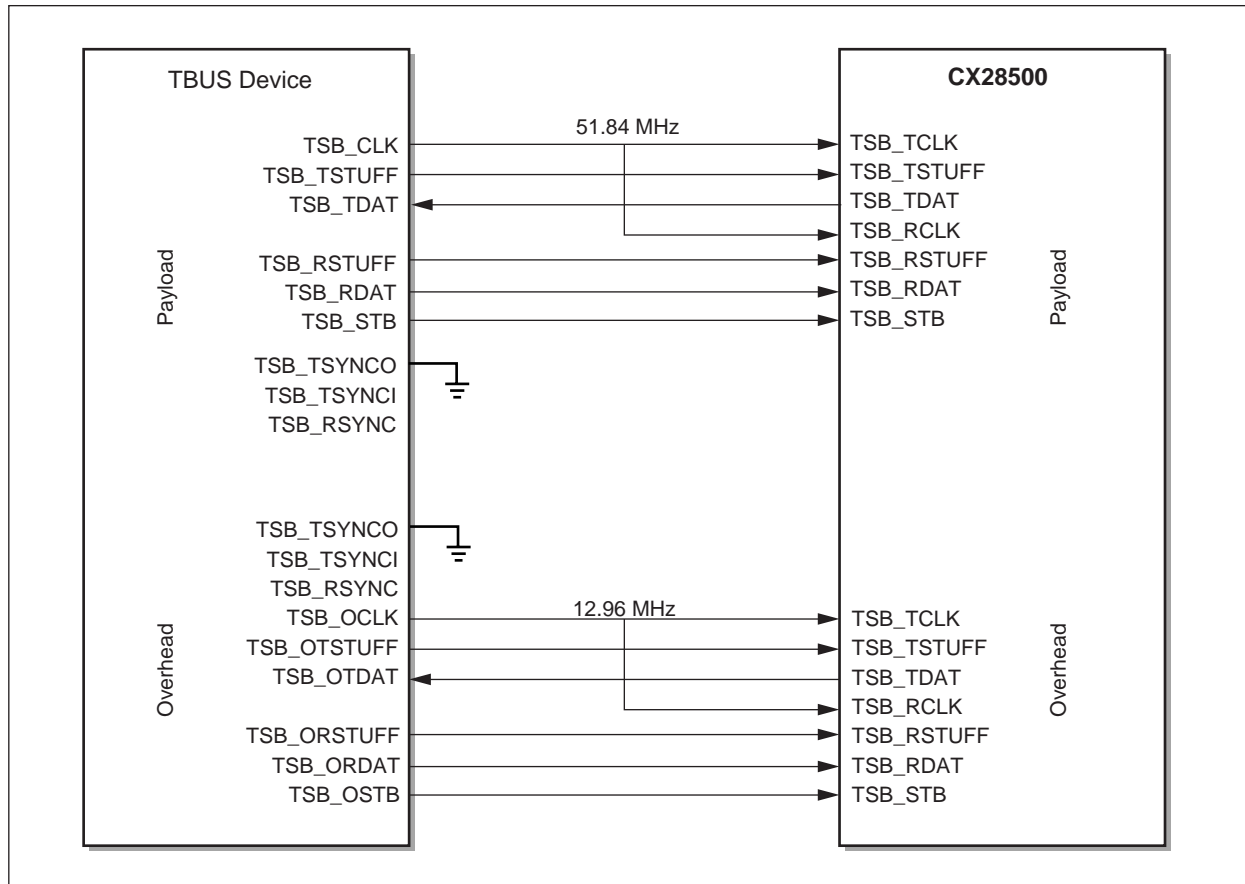 TBUS Device
CX28500
51.84 MHz
TSB_CLK
TSB_TSTUFF
TSB_TDAT
TSB_RSTUFF
TSB_RDAT
TSB_STB
TSB_TSYNCO
TSB_TSYNCI
TSB_RSYNC
Payload
TSB_TCLK
TSB_TSTUFF
TSB_TDAT
TSB_RCLK
TSB_RSTUFF
TSB_RDAT
TSB_STB
Payload
TSB_TSYNCO
TSB_TSYNCI
TSB_RSYNC
TSB_OCLK
TSB_OTSTUFF
TSB_OTDAT
TSB_ORSTUFF
TSB_ORDAT
TSB_OSTB
Overhead
12.96 MHz
TSB_TCLK
TSB_TSTUFF
TSB_TDAT
TSB_RCLK
TSB_RSTUFF
TSB_RDAT
TSB_STB
Overhead